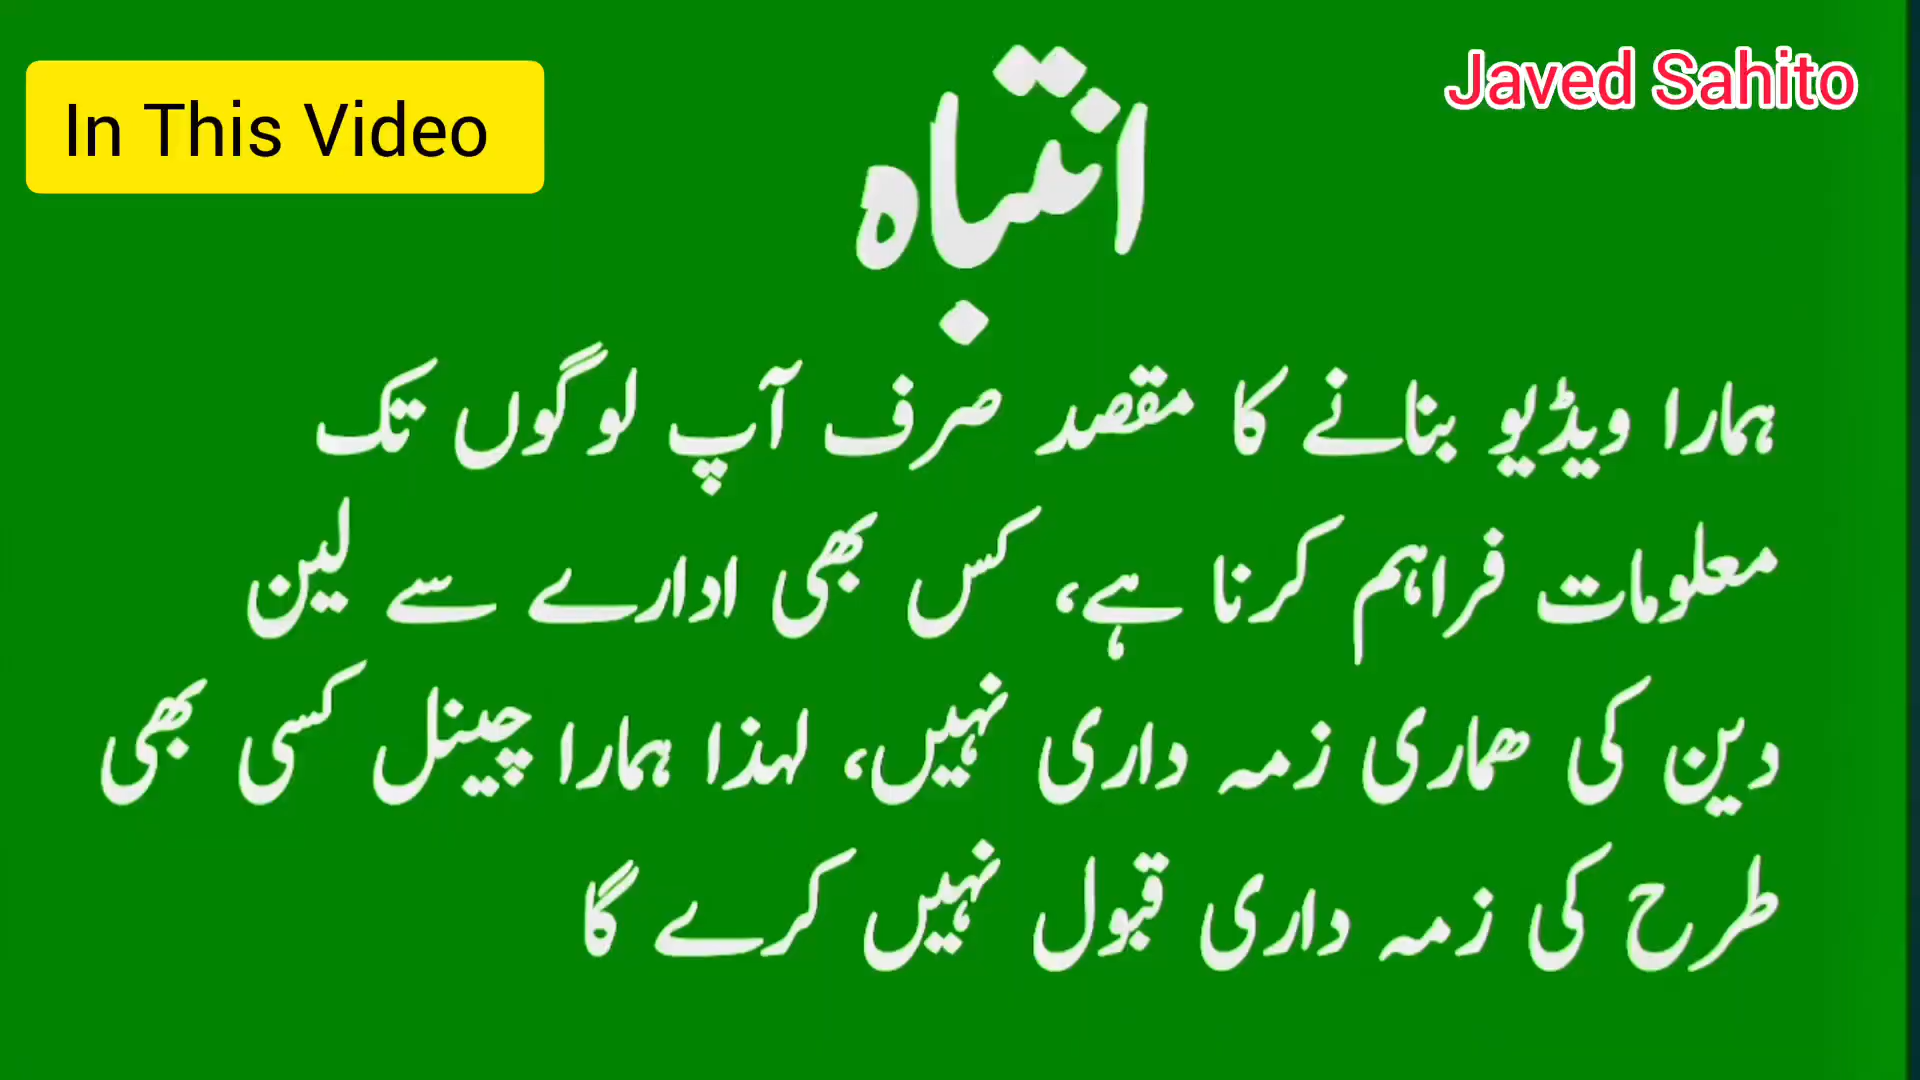 In This Video
Javed Sahito
انتباہ
ہمارا ویڈیو بنانے کا مقصد صرف آپ لوگوں تک
معلومات فراہم کرنا ہے، کس بھی ادارے سے لین
دین کی ھماری زمہ داری نہیں، لہذا ہمارا چینل کسی بھی
طرح کی زمہ داری قبول نہیں کرے گا